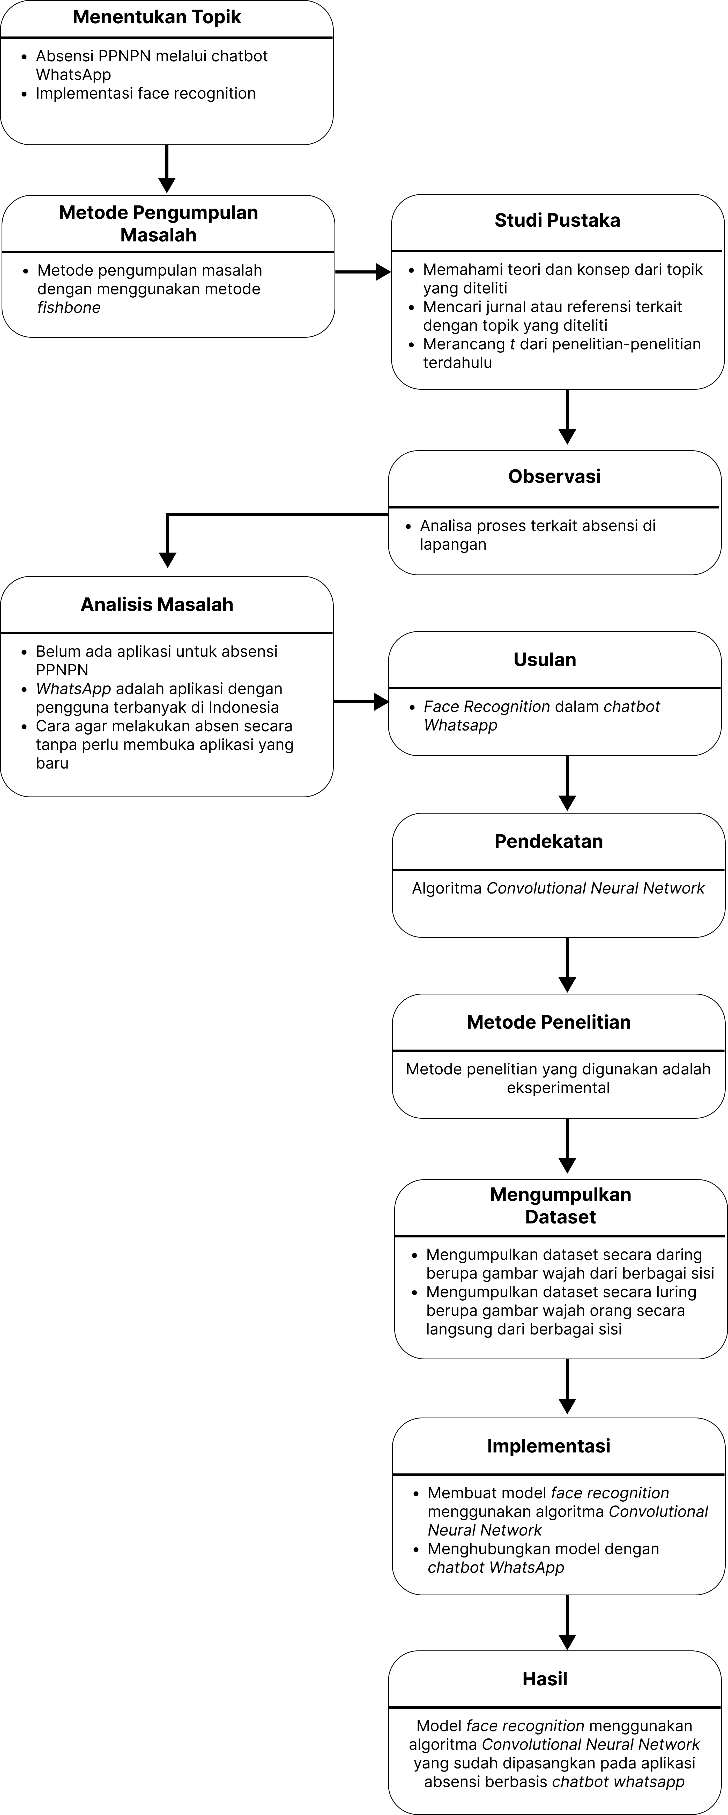 Menentukan Topik
• Absensi PPNPN melalui chatbot
WhatsApp
• Implementasi face recognition
Metode Pengumpulan
Masalah
• Metode pengumpulan masalah
dengan menggunakan metode
fishbone
Studi Pustaka
• Memahami teori dan konsep dari topik
yang diteliti
• Mencari jurnal atau referensi terkait
dengan topik yang diteliti
• Merancang t dari penelitian-penelitian
terdahulu
Observasi
• Analisa proses terkait absensi di
lapangan
Analisis Masalah
• Belum ada aplikasi untuk absensi
PPNPN
• WhatsApp adalah aplikasi dengan
pengguna terbanyak di Indonesia
• Cara agar melakukan absen secara
tanpa perlu membuka aplikasi yang
baru
Usulan
• Face Recognition dalam chatbot
Whatsapp
Pendekatan
Algoritma Convolutional Neural Network
Metode Penelitian
Metode penelitian yang digunakan adalah
eksperimental
Mengumpulkan
Dataset
• Mengumpulkan dataset secara daring
berupa gambar wajah dari berbagai sisi
• Mengumpulkan dataset secara luring
berupa gambar wajah orang secara
langsung dari berbagai sisi
Implementasi
• Membuat model face recognition
menggunakan algoritma Convolutional
Neural Network
• Menghubungkan model dengan
chatbot WhatsApp
Hasil
Model face recognition menggunakan
algoritma Convolutional Neural Network
yang sudah dipasangkan pada aplikasi
absensi berbasis chatbot whatsapp